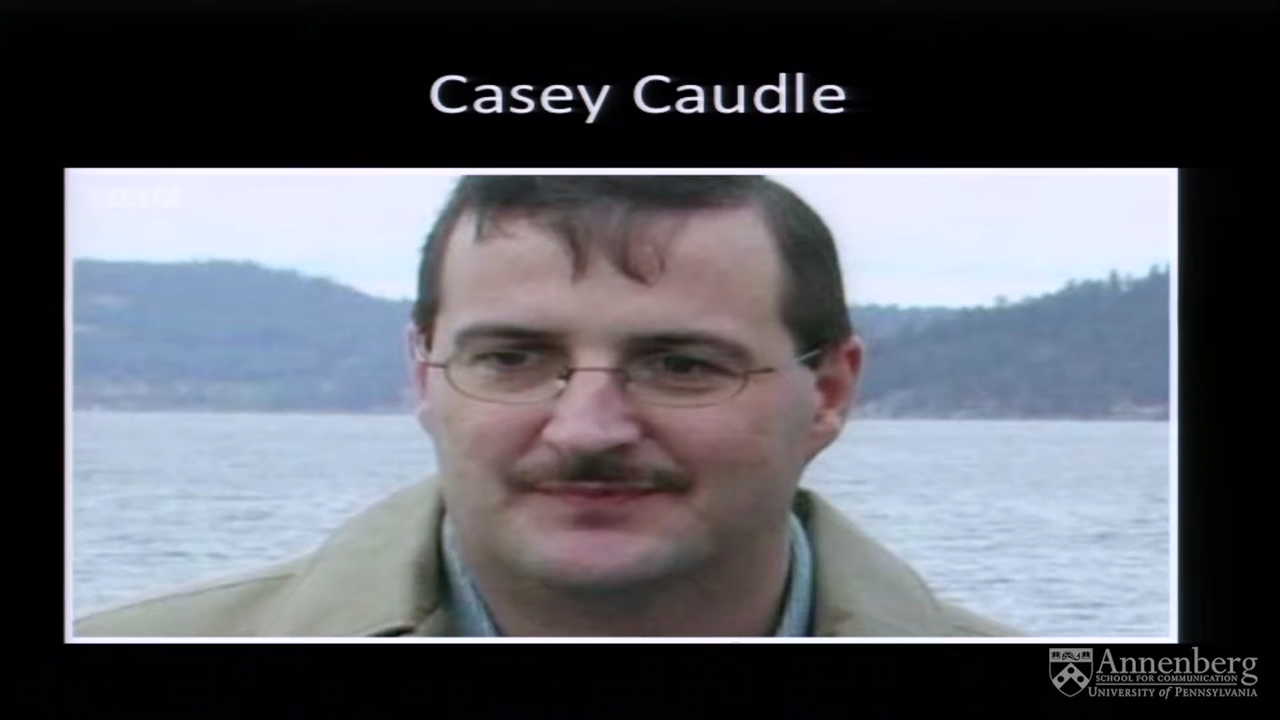 Casey Caudle
Annenberg
SCHOOL FOR COMMUNICATION
UNIVERSITY of PENNSYLVANIA